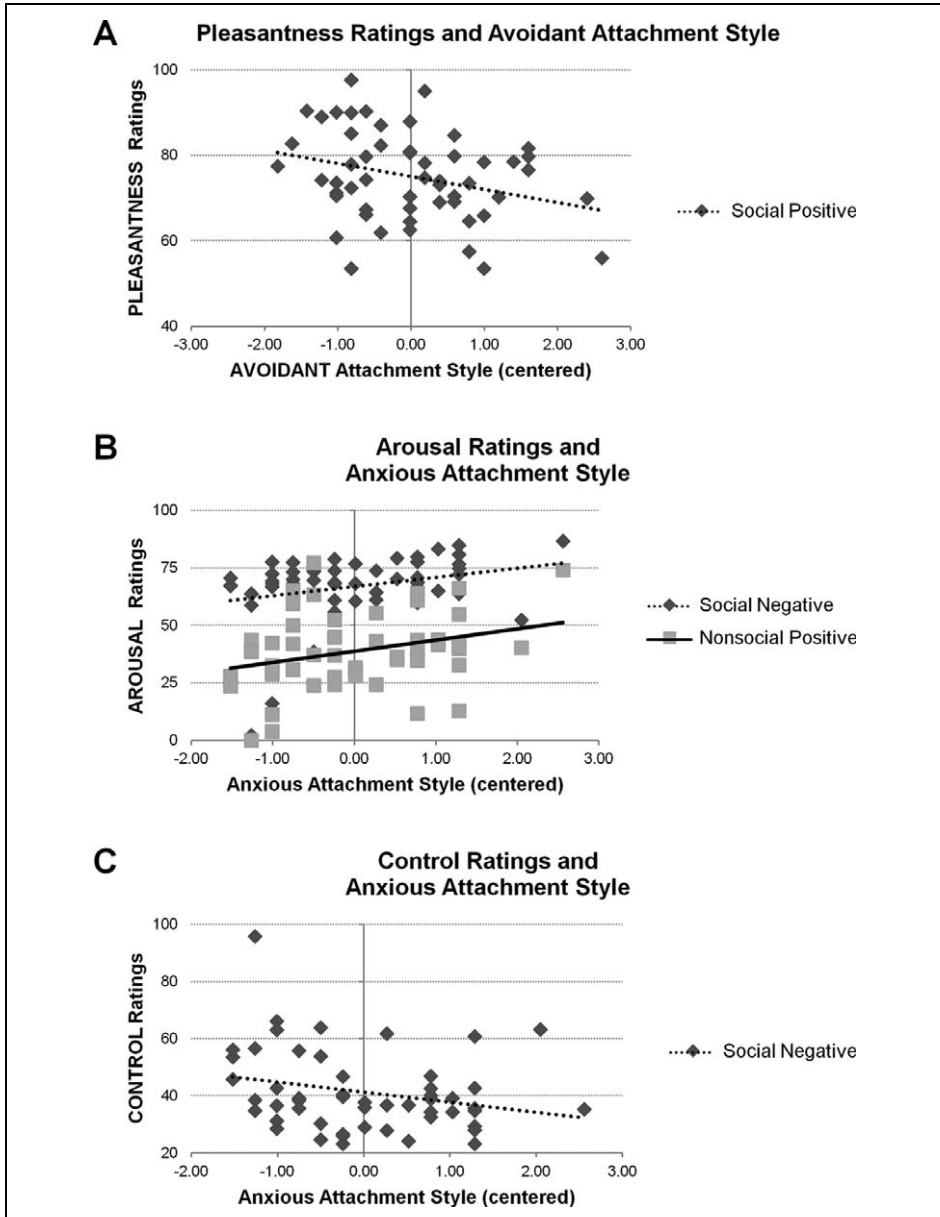 A
Pleasantness Ratings and Avoidant Attachment Style
PLEASANTNESS Ratings
100
80
60
40
-3.00 -2.00 -1.00 0.00 1.00 2.00 3.00
AVOIDANT Attachment Style (centered)
Social Positive
B
Arousal Ratings and
Anxious Attachment Style
AROUSAL Ratings
100
75
50
25
0
-2.00 -1.00 0.00 1.00 2.00 3.00
Anxious Attachment Style (centered)
Social Negative
Nonsocial Positive
C
Control Ratings and
Anxious Attachment Style
CONTROL Ratings
100
80
60
40
20
-2.00 -1.00 0.00 1.00 2.00 3.00
Anxious Attachment Style (centered)
Social Negative